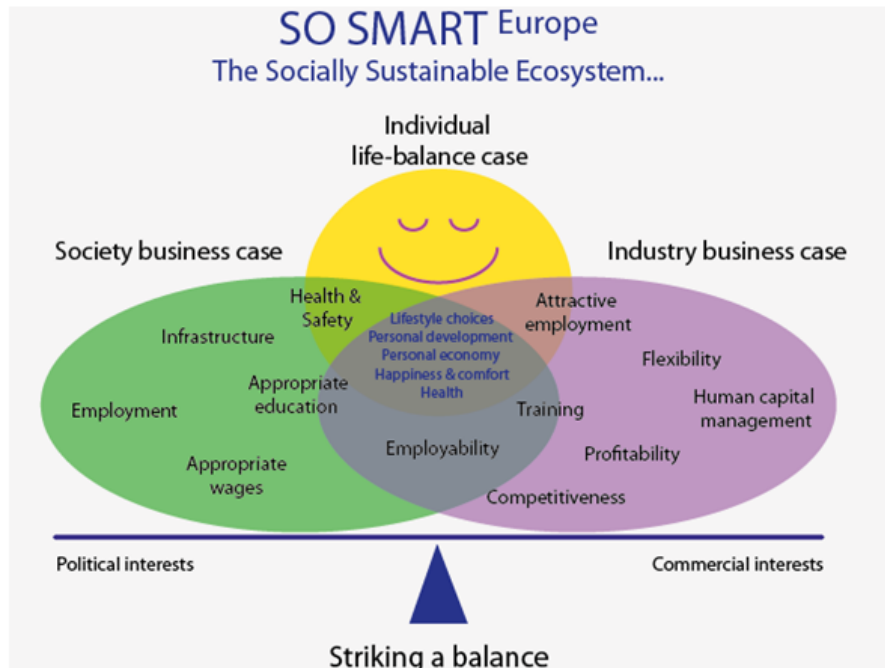 SO SMART Europe
The Socially Sustainable Ecosystem...
Individual
life-balance case
Society business case
Industry business case
Health &
Safety
Attractive
employment
Lifestyle choices
Personal development
Personal economy
Happiness & comfort
Health
Infrastructure
Flexibility
Appropriate
education
Employment
Training
Human capital
management
Employability
Profitability
Appropriate
wages
Competitiveness
Political interests
Commercial interests
Striking a balance